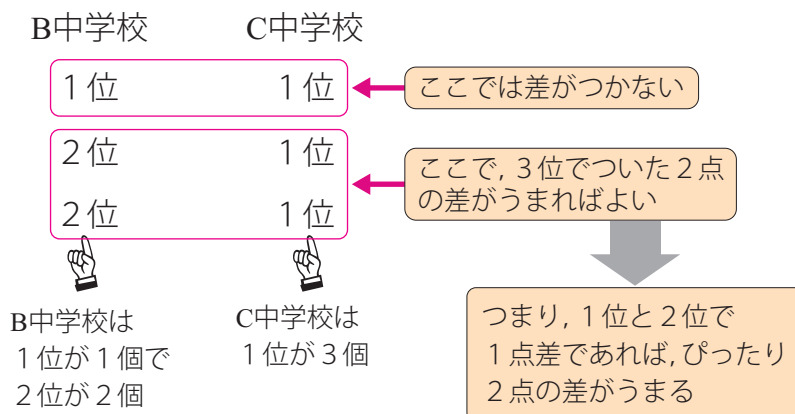 B中学校 C中学校
1位 1位
ここでは差がつかない
2位 1位
2位 1位
ここで，3位でついた2点
の差がうまればよい
B中学校は
1位が1個で
2位が2個
C中学校は
1位が3個
つまり，1位と2位で
1点差であれば，ぴったり
2点の差がうまる